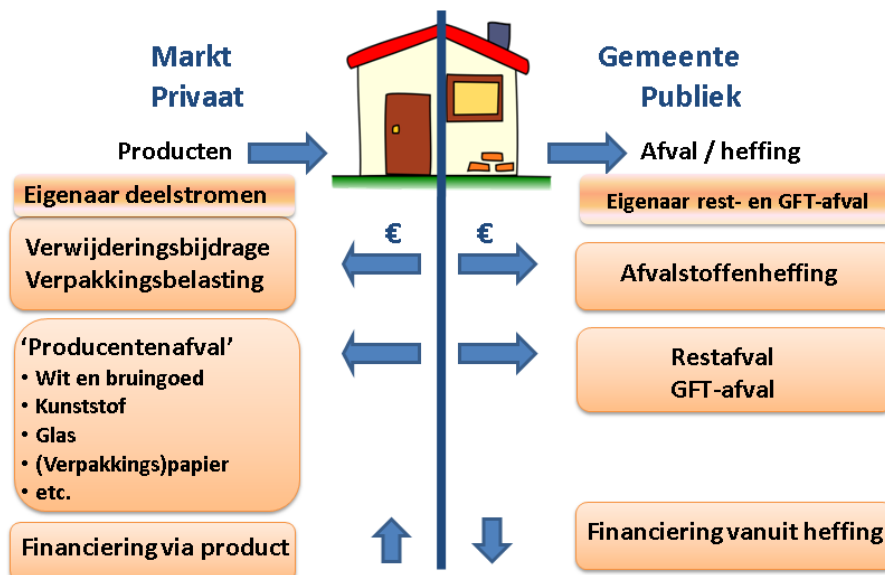 Markt
Privaat
Gemeente
Publiek
Producten
Afval / heffing
Eigenaar deelstromen
Eigenaar rest- en GFT-afval
€
€
Verwijderingsbijdrage
Verpakkingsbelasting
Afvalstoffenheffing
‘Producentenafval’
• Wit en bruingoed
• Kunststof
• Glas
• (Verpakkings)papier
• etc.
Restafval
GFT-afval
Financiering via product
Financiering vanuit heffing